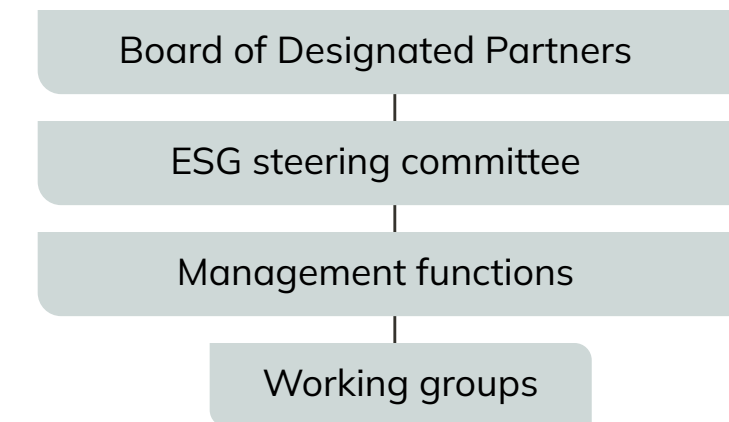 Board of Designated Partners
ESG steering committee
Management functions
Working groups